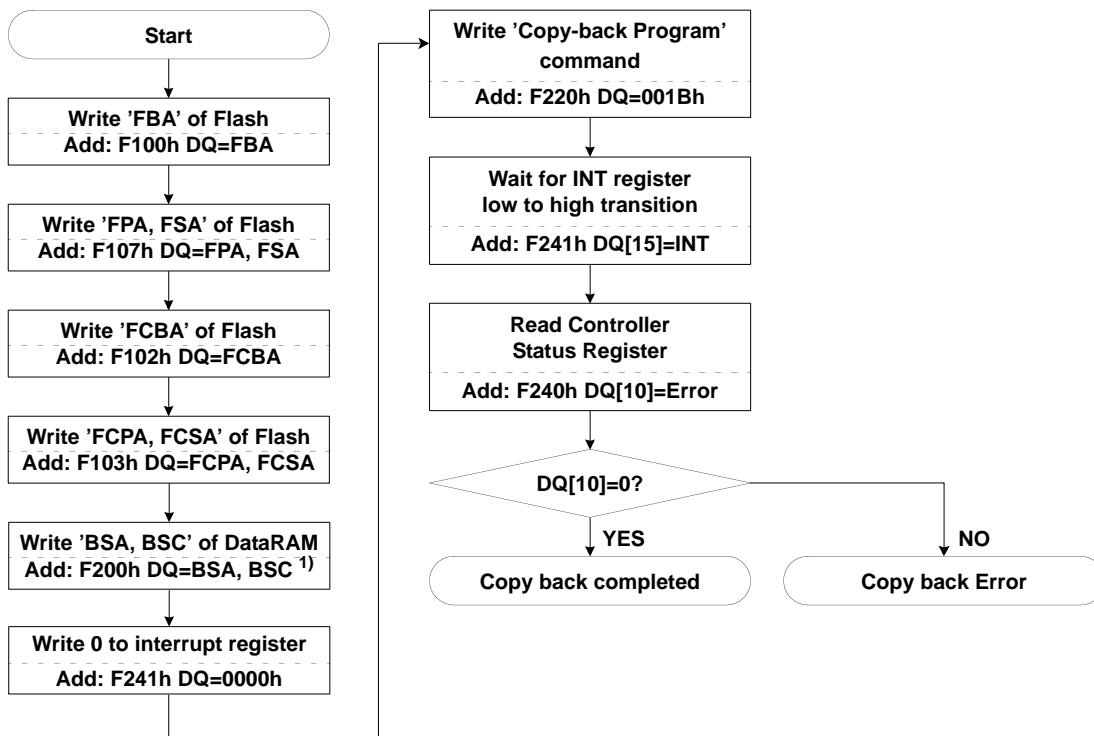 Start
Write 'FBA' of Flash
Add: F100h DQ=FBA
Write 'FPA, FSA' of Flash
Add: F107h DQ=FPA, FSA
Write 'FCBA' of Flash
Add: F102h DQ=FCBA
Write 'FCPA, FCSA' of Flash
Add: F103h DQ=FCPA, FCSA
Write 'BSA, BSC' of DataRAM
Add: F200h DQ=BSA, BSC 1)
Write 0 to interrupt register
Add: F241h DQ=0000h
Write 'Copy-back Program'
command
Add: F220h DQ=001Bh
Wait for INT register
low to high transition
Add: F241h DQ[15]=INT
Read Controller
Status Register
Add: F240h DQ[10]=Error
DQ[10]=0?
YES
NO
Copy back completed
Copy back Error